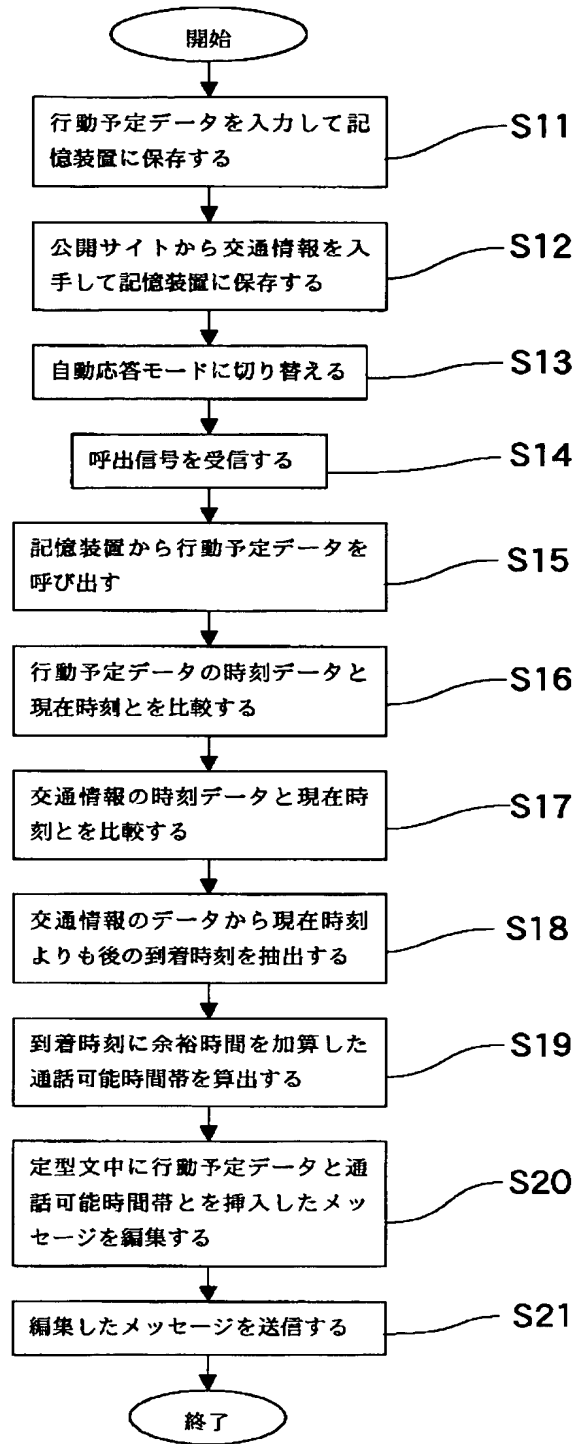 開始
行動予定データを入力して記
憶装置に保存する
S11
公開サイトから交通情報を入
手して記憶装置に保存する
S12
自動応答モードに切り替える
S13
呼出信号を受信する
S14
記憶装置から行動予定データを
呼び出す
S15
行動予定データの時刻データと
現在時刻とを比較する
S16
交通情報の時刻データと現在時
刻とを比較する
S17
交通情報のデータから現在時刻
よりも後の到着時刻を抽出する
S18
到着時刻に余裕時間を加算した
通話可能時間帯を算出する
S19
定型文中に行動予定データと通
話可能時間帯とを挿入したメッ
セージを編集する
S20
編集したメッセージを送信する
S21
終了